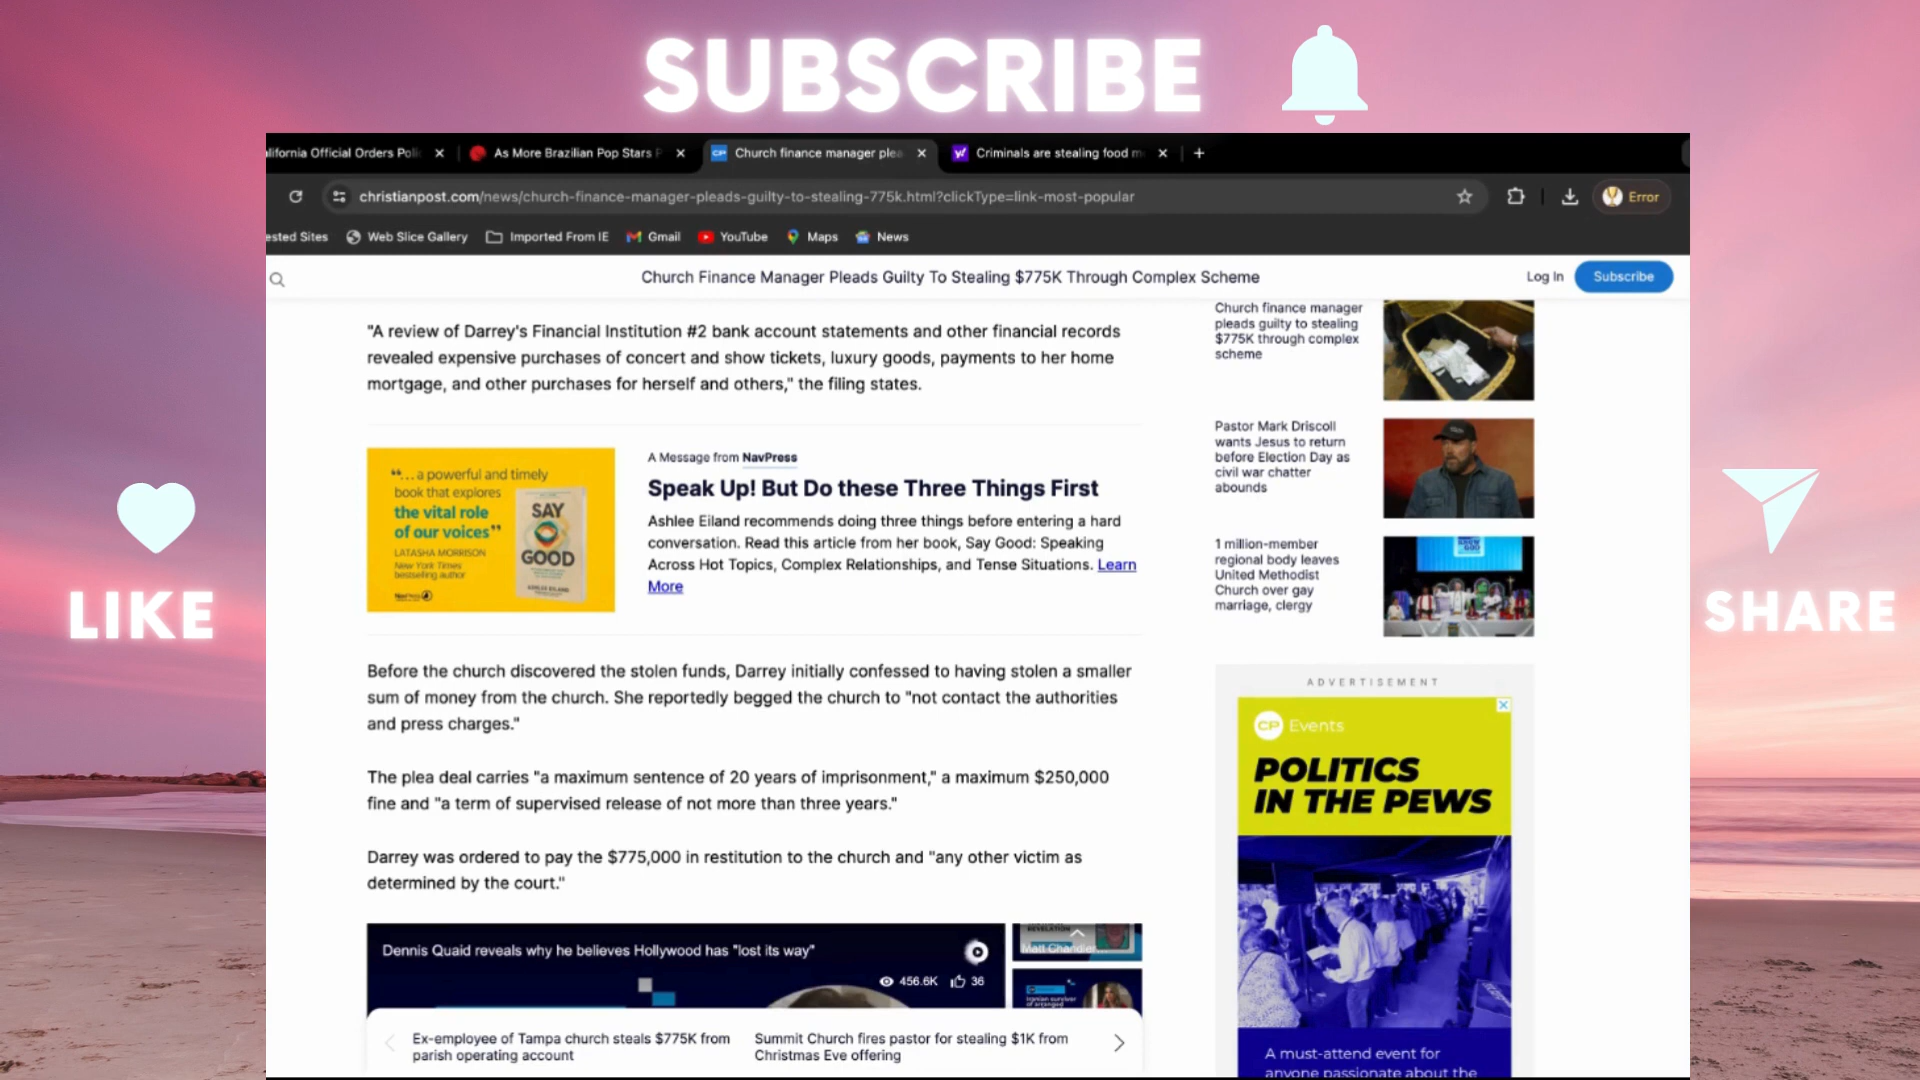 SUBSCRIBE
lifornia Official Orders Poli
As More Brazilian Pop Stars P
Church finance manager plea
Criminals are stealing food m
christianpost.com/news/church-finance-manager-pleads-guilty-to-stealing-775k.html?clickType=link-most-popular
Error
ested Sites
Web Slice Gallery
Imported From IE
Gmail
YouTube
Maps
News
Church Finance Manager Pleads Guilty To Stealing $775K Through Complex Scheme
Log In
Subscribe
"A review of Darrey's Financial Institution #2 bank account statements and other financial records
revealed expensive purchases of concert and show tickets, luxury goods, payments to her home
mortgage, and other purchases for herself and others," the filing states.
"...a powerful and timely
book that explores
the vital role
of our voices"
LATASHA MORRISON
New York Times
bestselling author
NavPress
SAY
GOOD
ASHLEE EILAND
A Message from NavPress
Speak Up! But Do these Three Things First
Ashlee Eiland recommends doing three things before entering a hard
conversation. Read this article from her book, Say Good: Speaking
Across Hot Topics, Complex Relationships, and Tense Situations. Learn
More
Before the church discovered the stolen funds, Darrey initially confessed to having stolen a smaller
sum of money from the church. She reportedly begged the church to "not contact the authorities
and press charges."
The plea deal carries "a maximum sentence of 20 years of imprisonment," a maximum $250,000
fine and "a term of supervised release of not more than three years."
Darrey was ordered to pay the $775,000 in restitution to the church and "any other victim as
determined by the court."
Dennis Quaid reveals why he believes Hollywood has "lost its way"
456.6K
36
REVELATION
Matt Chandler
Iranian survivor
of arranged
Ex-employee of Tampa church steals $775K from
parish operating account
Summit Church fires pastor for stealing $1K from
Christmas Eve offering
Church finance manager
pleads guilty to stealing
$775K through complex
scheme
Pastor Mark Driscoll
wants Jesus to return
before Election Day as
civil war chatter
abounds
1 million-member
regional body leaves
United Methodist
Church over gay
marriage, clergy
ADVERTISEMENT
CP Events
POLITICS
IN THE PEWS
A must-attend event for
anyone passionate about the
LIKE
SHARE